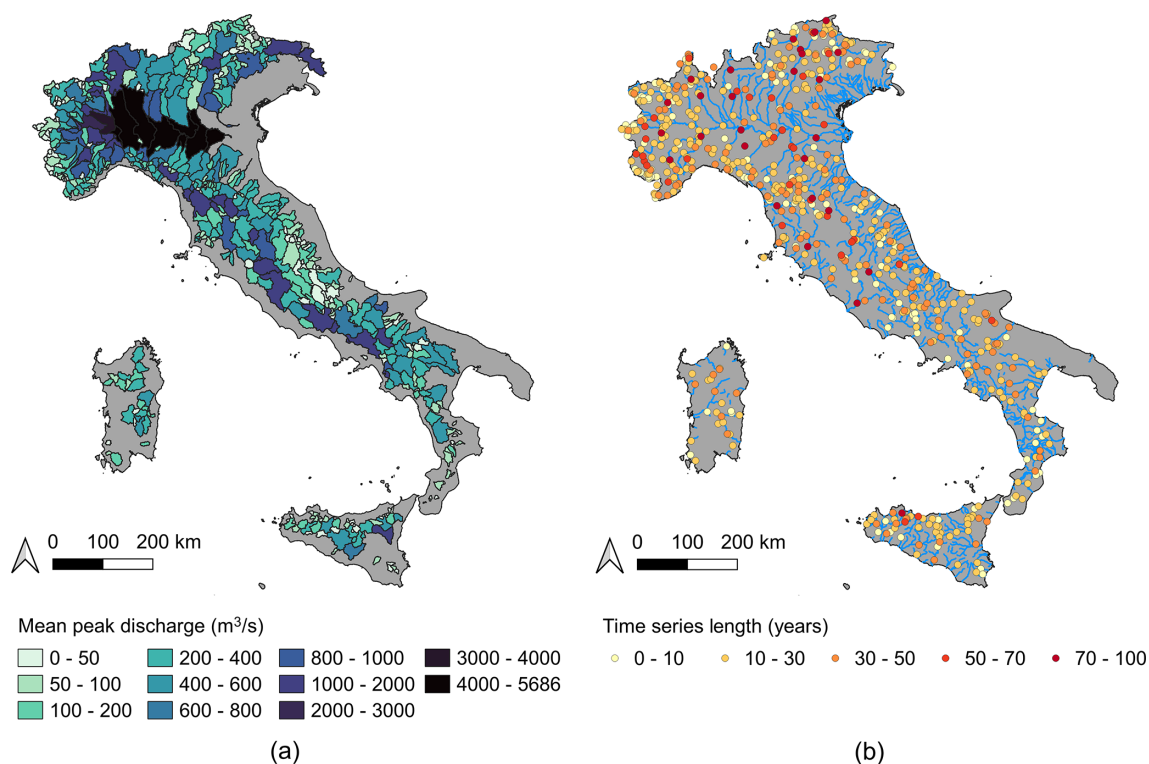 0 100 200 km
0 100 200 km
Mean peak discharge (m³/s)
0 - 50 200 - 400 800 - 1000 3000 - 4000
50 - 100 400 - 600 1000 - 2000 4000 - 5686
100 - 200 600 - 800 2000 - 3000
Time series length (years)
0 - 10 10 - 30 30 - 50 50 - 70 70 - 100
(a)
(b)